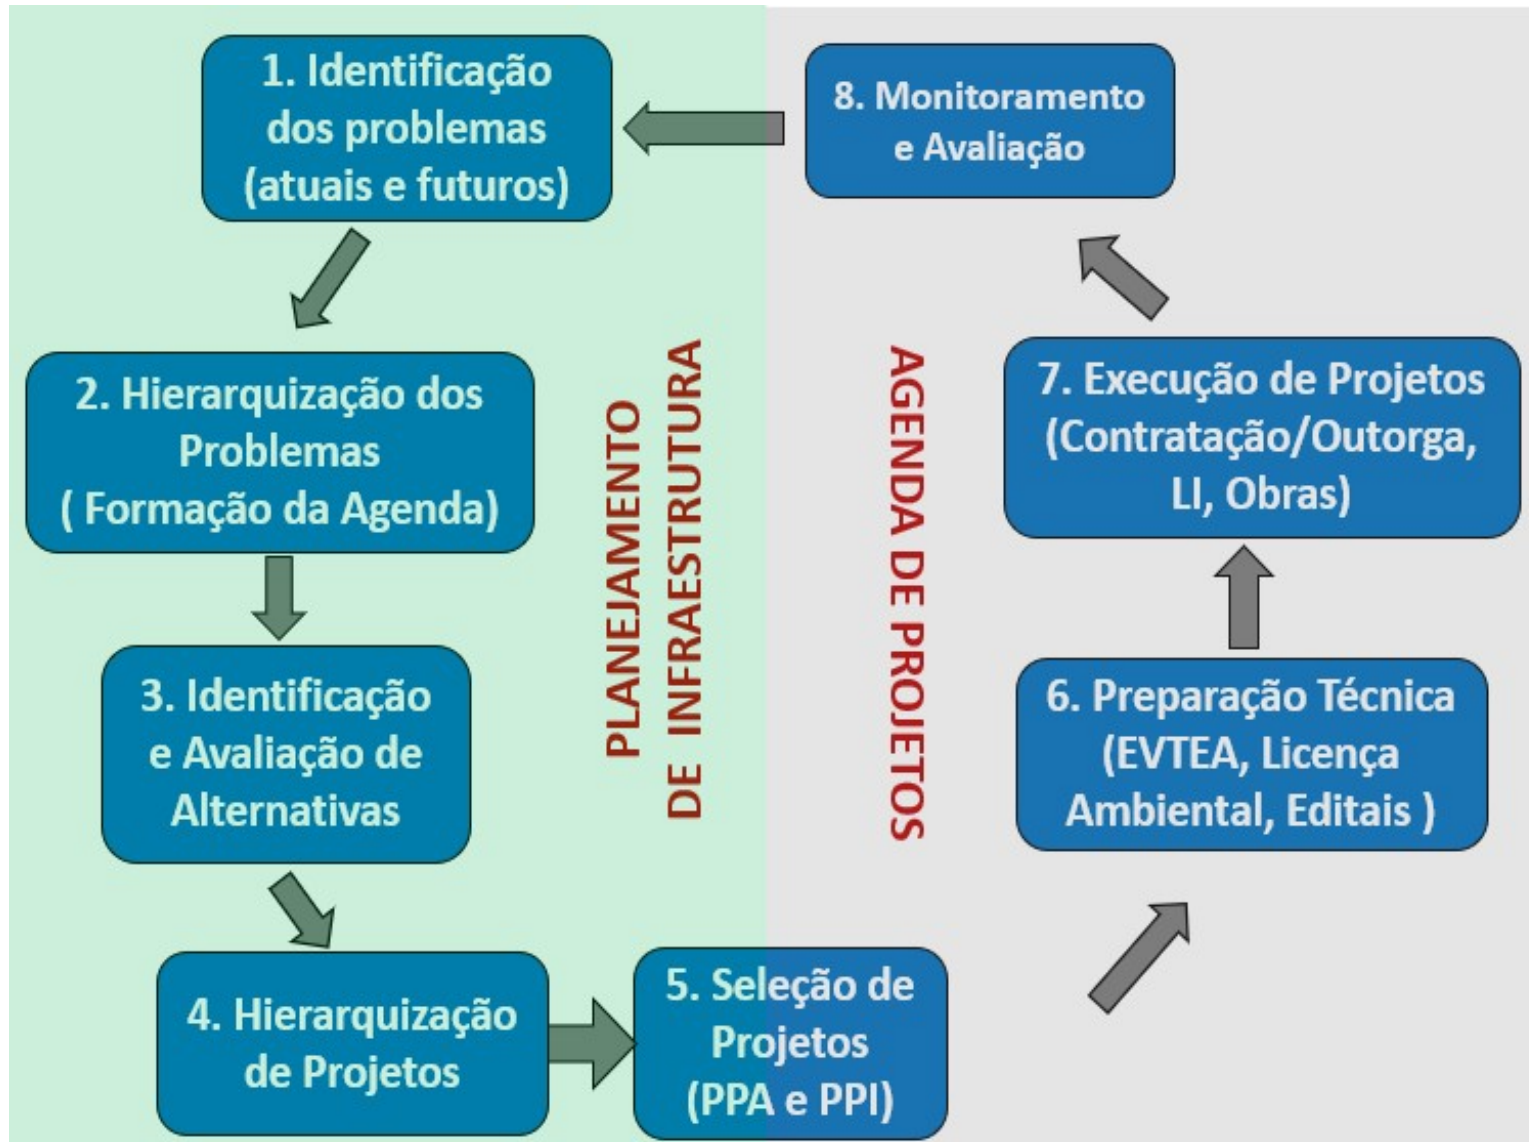 1. Identificação
dos problemas
(atuais e futuros)
2. Hierarquização dos
Problemas
( Formação da Agenda)
3. Identificação
e Avaliação de
Alternativas
4. Hierarquização
de Projetos
5. Seleção de
Projetos
(PPA e PPI)
6. Preparação Técnica
(EVTEA, Licença
Ambiental, Editais )
7. Execução de Projetos
(Contratação/Outorga,
LI, Obras)
8. Monitoramento
e Avaliação
PLANEJAMENTO
DE INFRAESTRUTURA
AGENDA DE PROJETOS